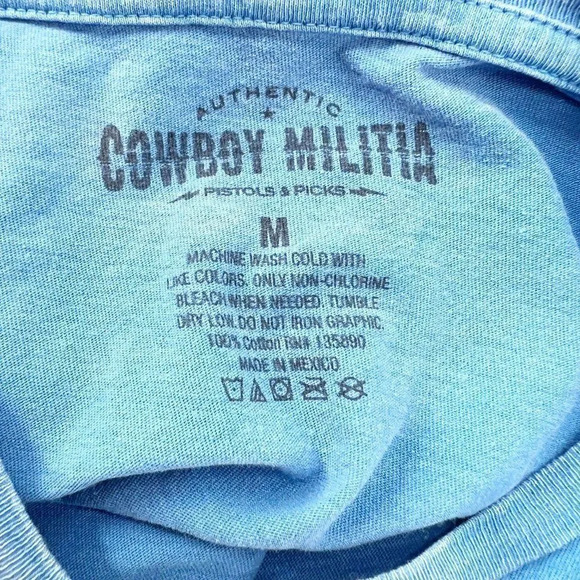 AUTHENTIC
COWBOY MILITIA
PISTOLS & PICKS
M
MACHINE WASH COLD WITH
LIKE COLORS. ONLY NON-CHLORINE
BLEACH WHEN NEEDED. TUMBLE
DRY LOW. DO NOT IRON GRAPHIC.
100% Cotton RN# 135890
MADE IN MEXICO